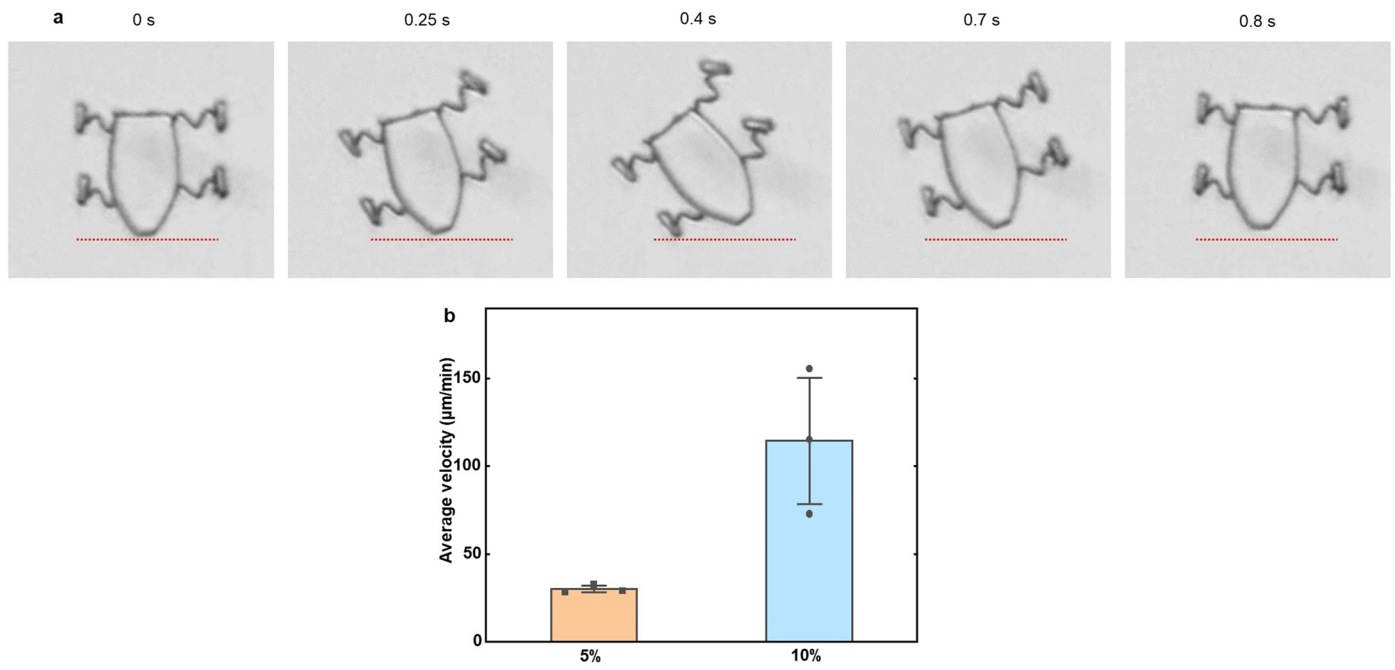 a
0 s
0.25 s
0.4 s
0.7 s
0.8 s
b
Average velocity (μm/min)
150
100
50
0
5%
10%